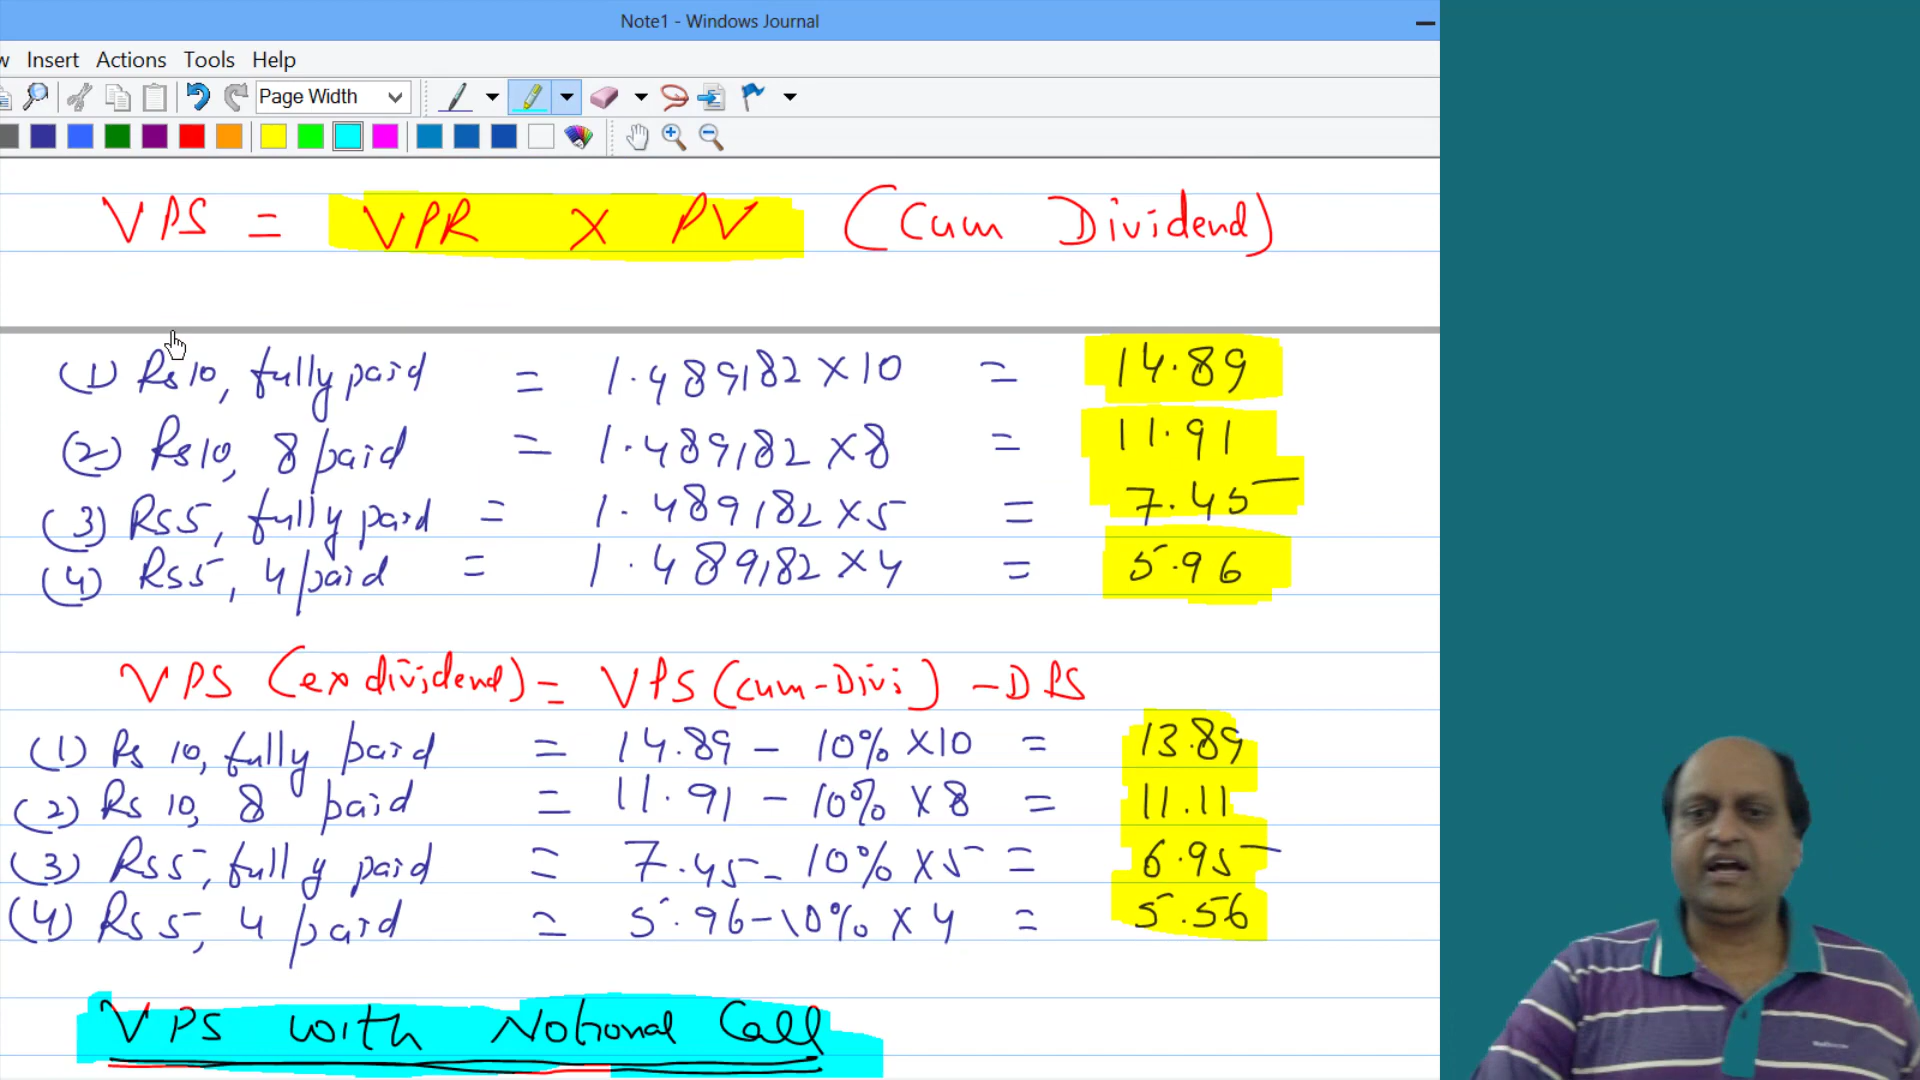 Note1 - Windows Journal
Insert Actions Tools Help
Page Width
VPS = VPR X PV (Cum Dividend)
(1) Rs 10, fully paid = 1.489182 X 10 = 14.89
(2) Rs 10, 8 paid = 1.489182 X 8 = 11.91
(3) Rs 5, fully paid = 1.489182 X 5 = 7.45
(4) Rs 5, 4 paid = 1.489182 X 4 = 5.96
VPS (ex dividend) = VPS (Cum-Divi) - DPS
(1) Rs 10, fully paid = 14.89 - 10% X 10 = 13.89
(2) Rs 10, 8 paid = 11.91 - 10% X 8 = 11.11
(3) Rs 5, fully paid = 7.45 - 10% X 5 = 6.95
(4) Rs 5, 4 paid = 5.96 - 10% X 4 = 5.56
VPS with Notional Call